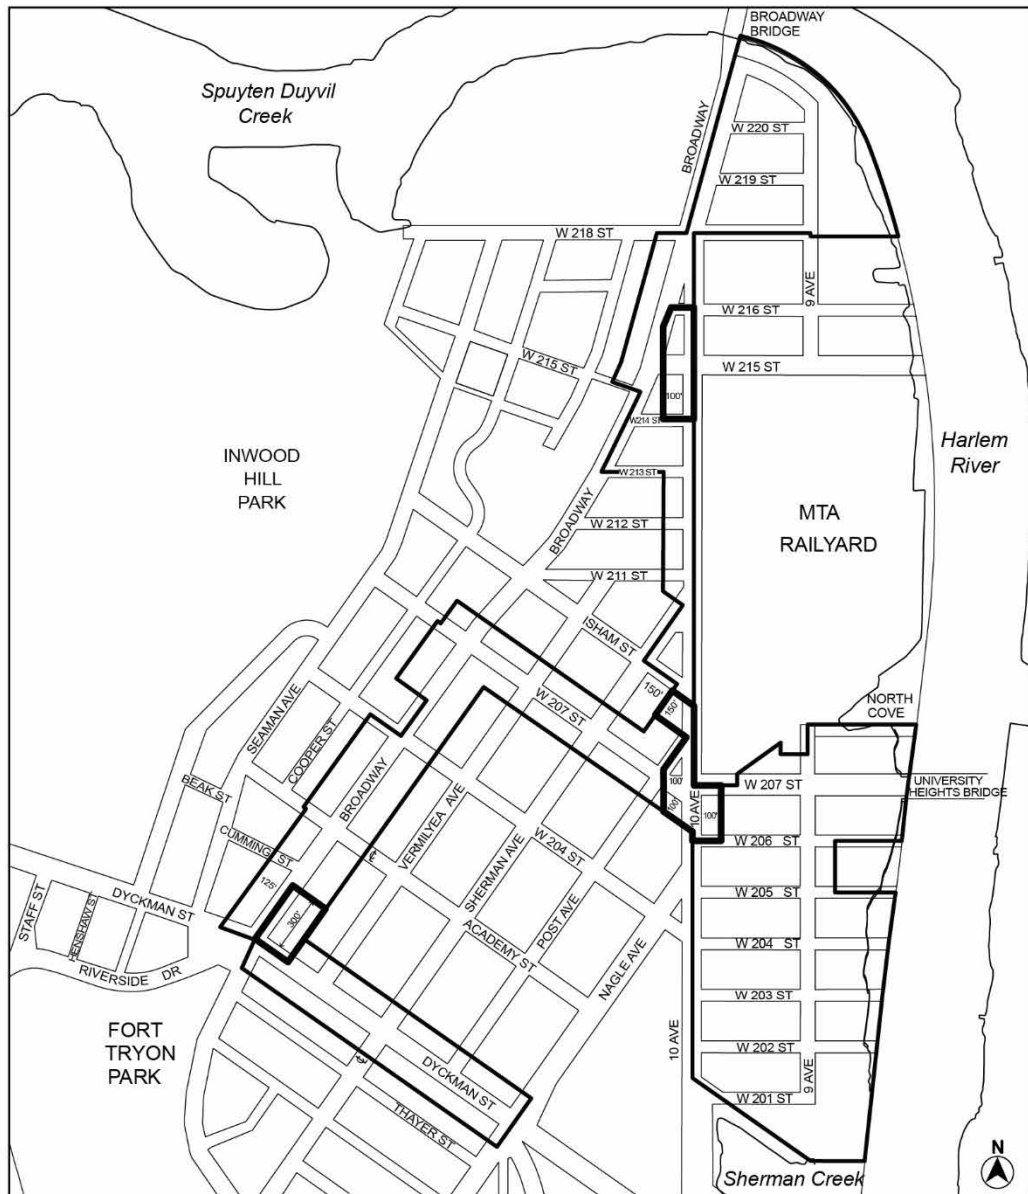 BROADWAY
BRIDGE
Spuyten Duyvil
Creek
BROADWAY
W 220 ST
W 219 ST
W 218 ST
9 AVE
W 216 ST
W 215 ST
W 215 ST
100'
W 214 ST
Harlem
River
INWOOD
HILL
PARK
W 213 ST
BROADWAY
W 212 ST
MTA
RAILYARD
W 211 ST
ISHAM ST
150'
150'
NORTH
COVE
W 207 ST
SEAMAN AVE
COOPER ST
BROADWAY
100'
W 207 ST
UNIVERSITY
HEIGHTS BRIDGE
BEAK ST
VERMILYEA AVE
100'
10 AVE
100'
CUMMING ST
W 204 ST
W 206 ST
SHERMAN AVE
125'
W 205 ST
DYCKMAN ST
STAFF ST
HENSHAW ST
300'
ACADEMY ST
POST AVE
NAGLE AVE
W 204 ST
RIVERSIDE DR
W 203 ST
FORT
TRYON
PARK
10 AVE
W 202 ST
DYCKMAN ST
9 AVE
W 201 ST
THAYER ST
Sherman Creek
N